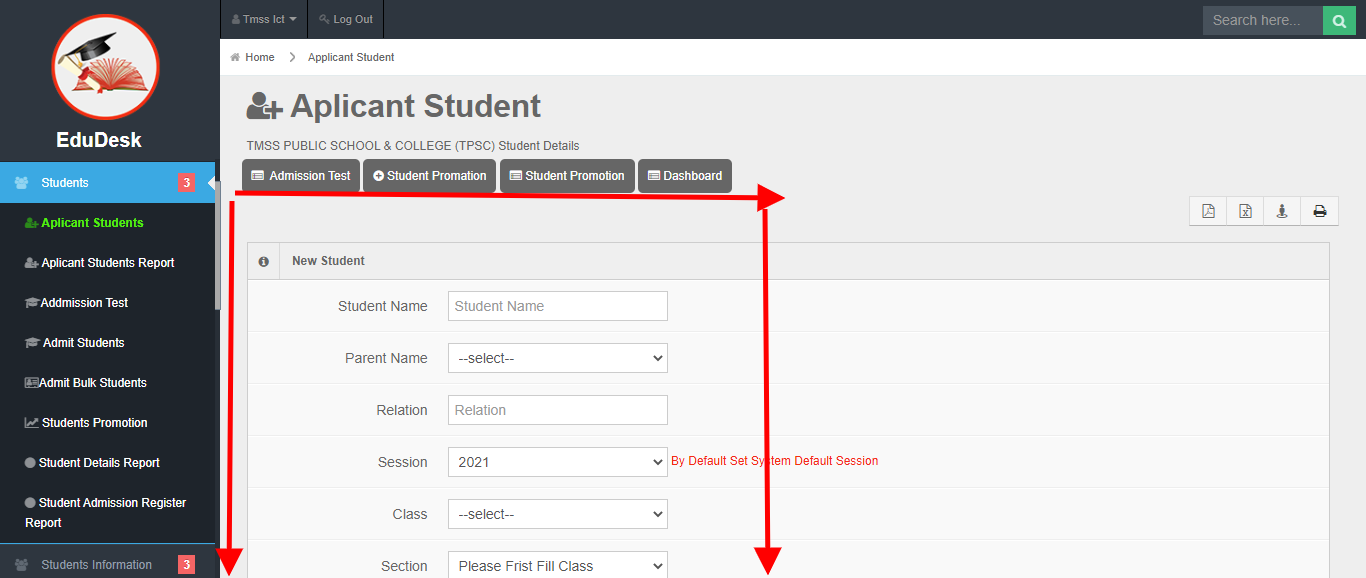 Tmss Ict
Log Out
Search here...
EduDesk
Home
Applicant Student
Aplicant Student
TMSS PUBLIC SCHOOL & COLLEGE (TPSC) Student Details
Admission Test
Student Promation
Student Promotion
Dashboard
Students 3
Aplicant Students
Aplicant Students Report
Addmission Test
Admit Students
Admit Bulk Students
Students Promotion
Student Details Report
Student Admission Register
Report
Students Information 3
New Student
Student Name Student Name
Parent Name --select--
Relation Relation
Session 2021 By Default Set System Default Session
Class --select--
Section Please Frist Fill Class